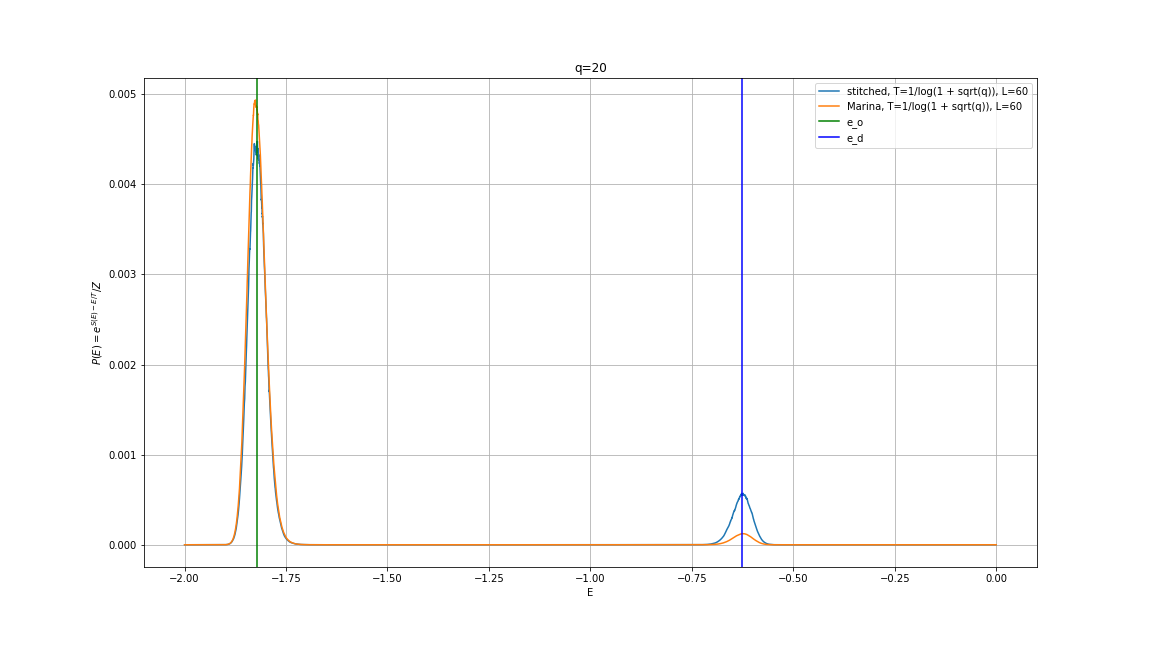 q=20
stitched, T=1/log(1 + sqrt(q)), L=60
Marina, T=1/log(1 + sqrt(q)), L=60
e_o
e_d
0.005
0.004
0.003
0.002
0.001
0.000
P(E) = e^{S(E) − E/T}/Z
−2.00 −1.75 −1.50 −1.25 −1.00 −0.75 −0.50 −0.25 0.00
E